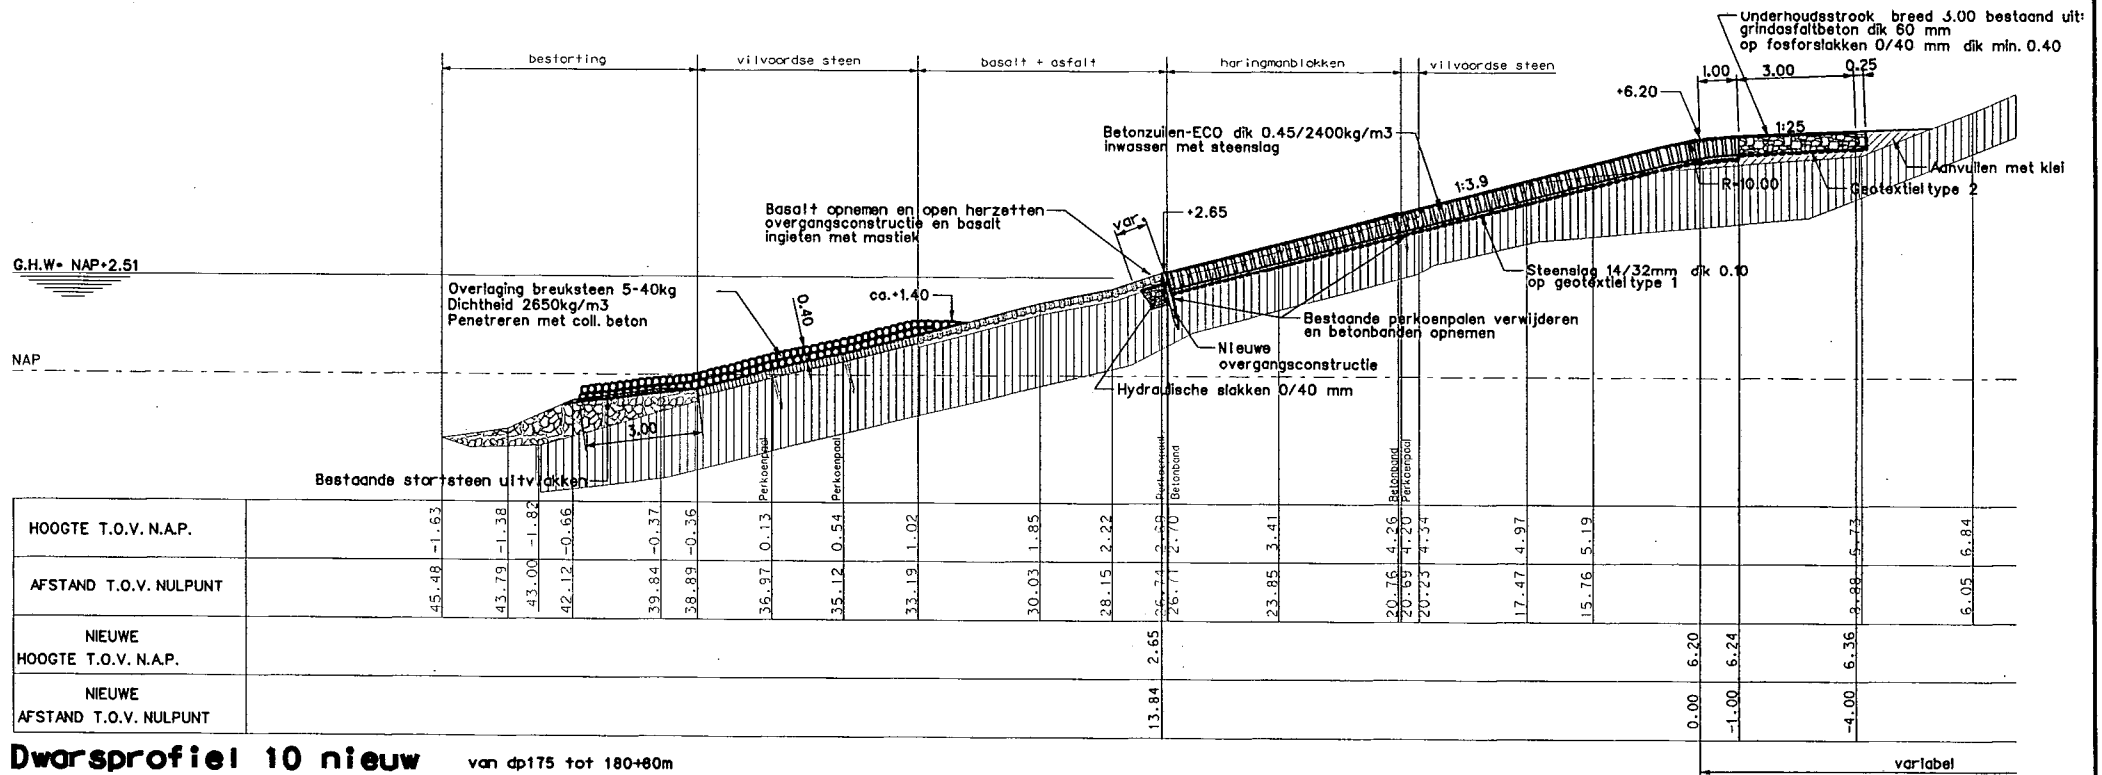 Onderhoudsstrook breed 3.00 bestaand uit:
grindasfaltbeton dik 60 mm
op fosforslakken 0/40 mm dik min. 0.40
bestorting
vilvoordse steen
basalt + asfalt
haringmanblokken
vilvoordse steen
1.00
3.00
0.25
+6.20
1:25
Betonzuilen-ECO dik 0.45/2400kg/m3
inwassen met steenslag
Aanvullen met klei
1:3.9
R=10.00
Geotextiel type 2
Basalt opnemen en open herzetten
overgangsconstructie en basalt
ingieten met mastiek
var.
+2.65
G.H.W= NAP+2.51
Steenslag 14/32mm dik 0.10
op geotextiel type 1
Overlaging breuksteen 5-40kg
Dichtheid 2650kg/m3
Penetreren met coll. beton
0.40
ca.+1.40
Bestaande perkoenpalen verwijderen
en betonbanden opnemen
NAP
Nieuwe
overgangsconstructie
Hydraulische slakken 0/40 mm
3.00
Bestaande stortsteen uitvlakken
Perkoenpaal
Perkoenpaal
Perkoenpaal
Betonband
Betonband
Perkoenpaal
HOOGTE T.O.V. N.A.P.
-1.63
-1.38
-1.82
-0.66
-0.37
-0.36
0.13
0.54
1.02
1.85
2.22
2.70
3.41
4.26
4.20
4.34
4.97
5.19
5.73
6.84
AFSTAND T.O.V. NULPUNT
45.48
43.79
43.00
42.12
39.84
38.89
36.97
35.12
33.19
30.03
28.15
26.74
26.71
23.85
20.76
20.69
20.23
17.47
15.76
6.05
NIEUWE
HOOGTE T.O.V. N.A.P.
2.65
6.20
6.24
6.36
NIEUWE
AFSTAND T.O.V. NULPUNT
13.84
0.00
-1.00
-4.00
Dwarsprofiel 10 nieuw
van dp175 tot 180+80m
variabel